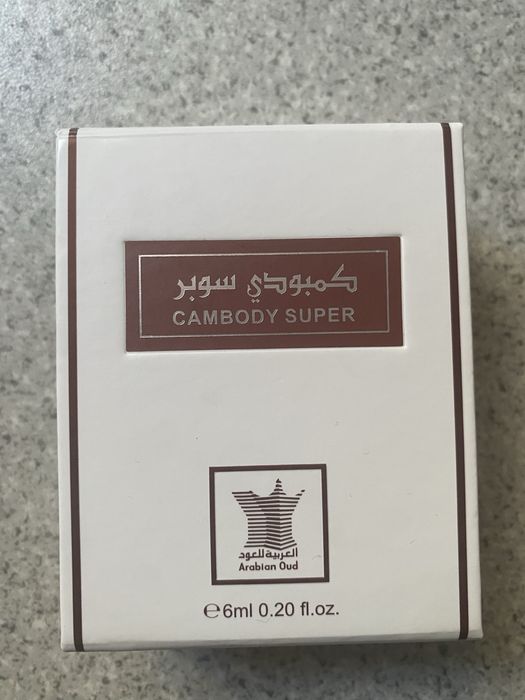 كمبودي سوبر
CAMBODY SUPER
العربية للعود
Arabian Oud
℮6ml 0.20 fl.oz.